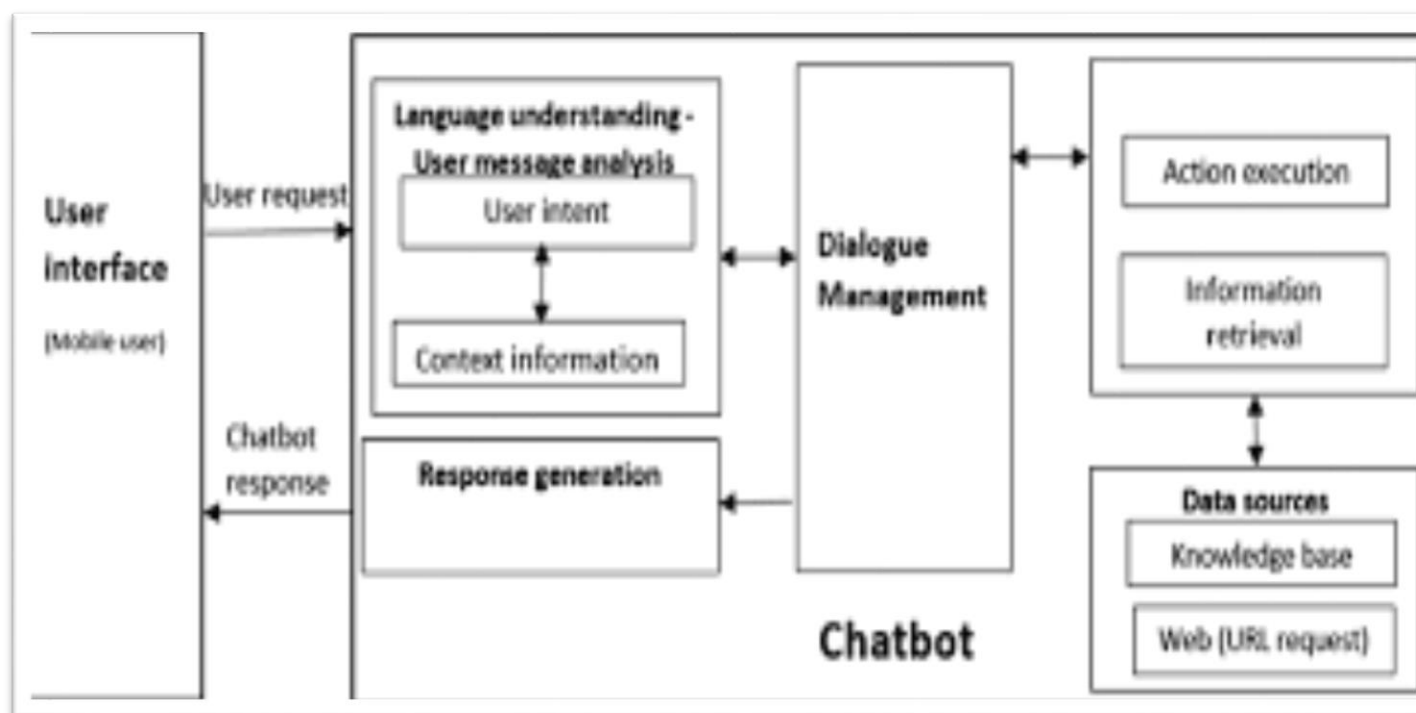 User
interface
(Mobile user)
User request
Chatbot
response
Language understanding -
User message analysis
User intent
Context information
Response generation
Dialogue
Management
Action execution
Information
retrieval
Data sources
Knowledge base
Web (URL request)
Chatbot